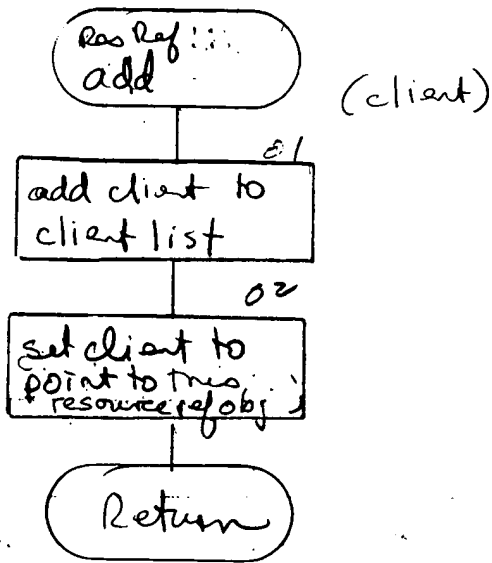 ResRef::
add
(client)
01
add client to
client list
02
set client to
point to this
resource ref obj
Return